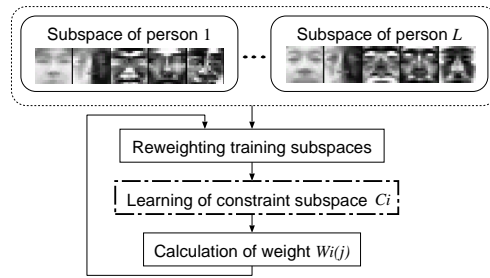 Subspace of person 1
Subspace of person L
Reweighting training subspaces
Learning of constraint subspace Ci
Calculation of weight Wi(j)